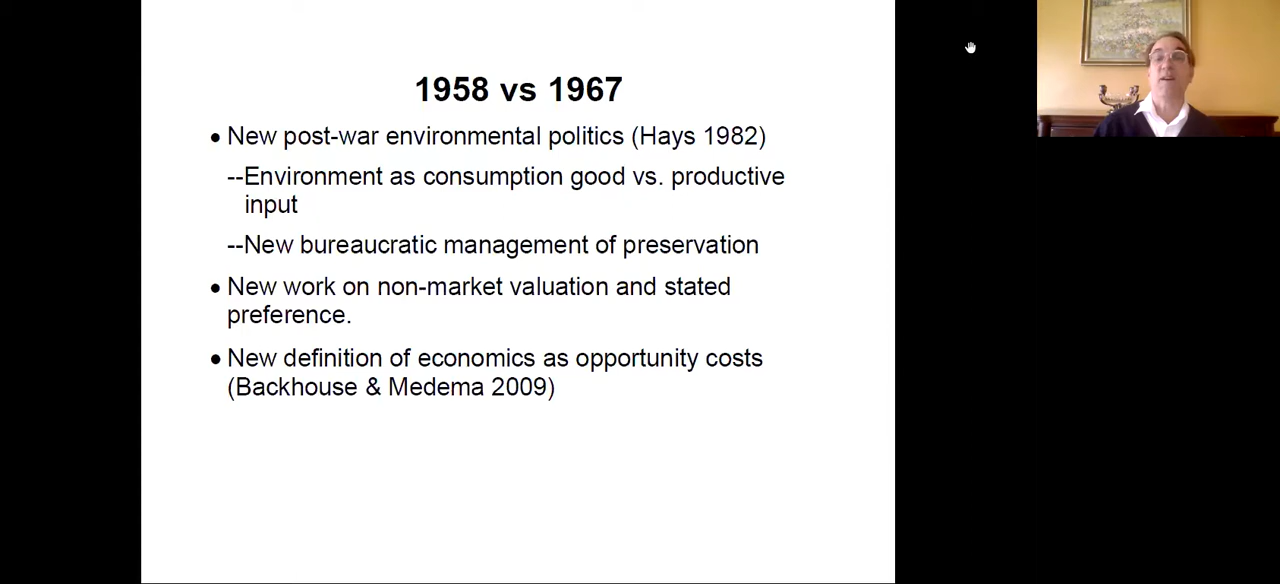 1958 vs 1967
• New post-war environmental politics (Hays 1982)
--Environment as consumption good vs. productive
input
--New bureaucratic management of preservation
• New work on non-market valuation and stated
preference.
• New definition of economics as opportunity costs
(Backhouse & Medema 2009)